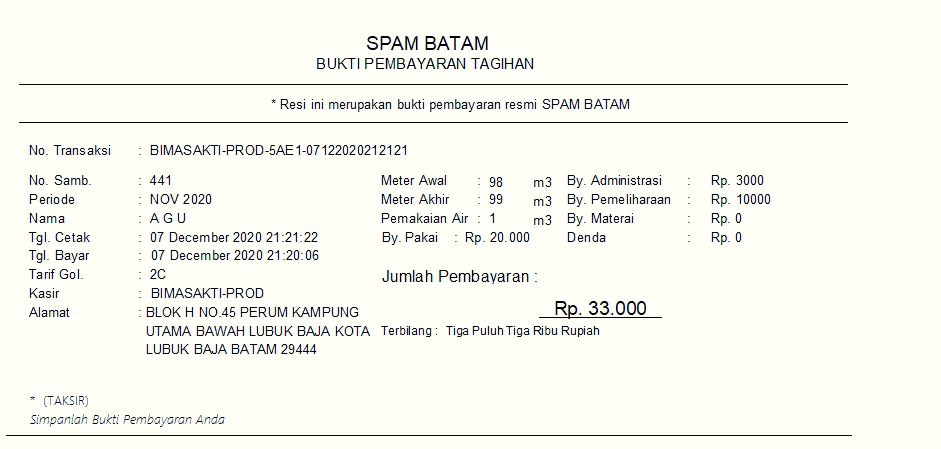 SPAM BATAM
BUKTI PEMBAYARAN TAGIHAN
* Resi ini merupakan bukti pembayaran resmi SPAM BATAM
No. Transaksi : BIMASAKTI-PROD-5AE1-07122020212121
No. Samb. : 441 Meter Awal : 98 m3 By. Administrasi : Rp. 3000
Periode : NOV 2020 Meter Akhir : 99 m3 By. Pemeliharaan : Rp. 10000
Nama : A G U Pemakaian Air : 1 m3 By. Materai : Rp. 0
Tgl. Cetak : 07 December 2020 21:21:22 By. Pakai : Rp. 20.000 Denda : Rp. 0
Tgl. Bayar : 07 December 2020 21:20:06
Tarif Gol. : 2C Jumlah Pembayaran :
Kasir : BIMASAKTI-PROD
Alamat : BLOK H NO.45 PERUM KAMPUNG Rp. 33.000
UTAMA BAWAH LUBUK BAJA KOTA Terbilang : Tiga Puluh Tiga Ribu Rupiah
LUBUK BAJA BATAM 29444
* (TAKSIR)
Simpanlah Bukti Pembayaran Anda